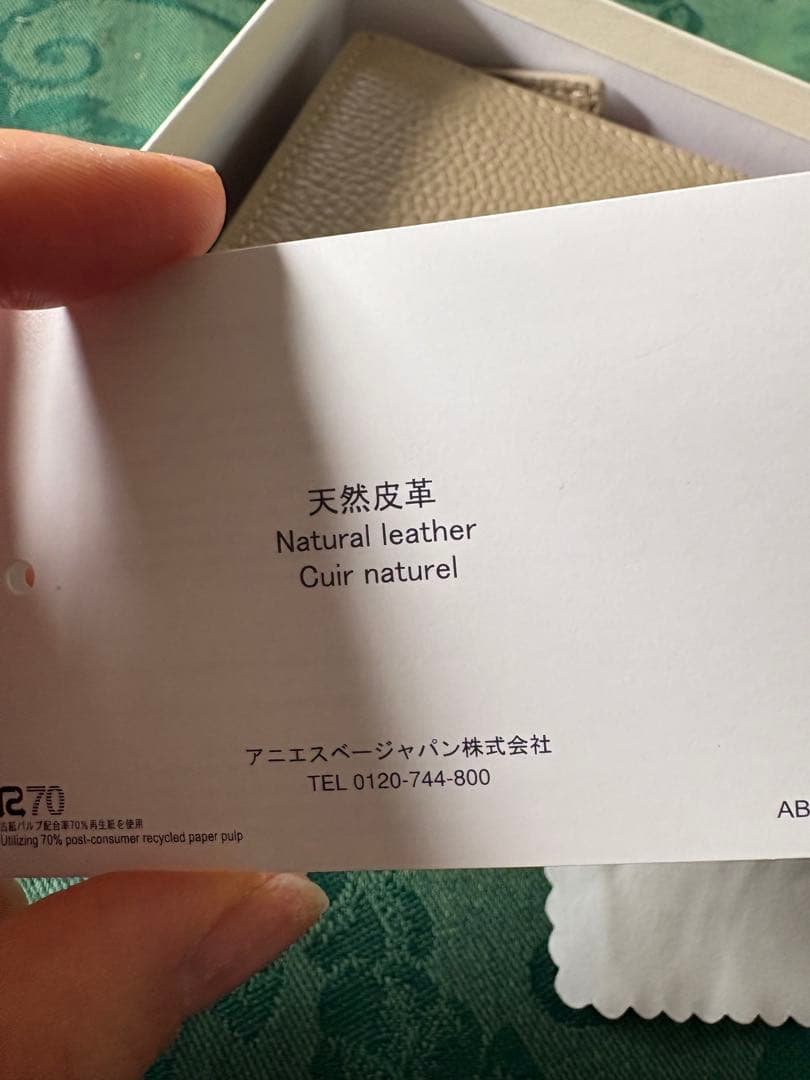 天然皮革
Natural leather
Cuir naturel
アニエスベージャパン株式会社
TEL 0120-744-800
R70
古紙パルプ配合率70%再生紙を使用
Utilizing 70% post-consumer recycled paper pulp
AB